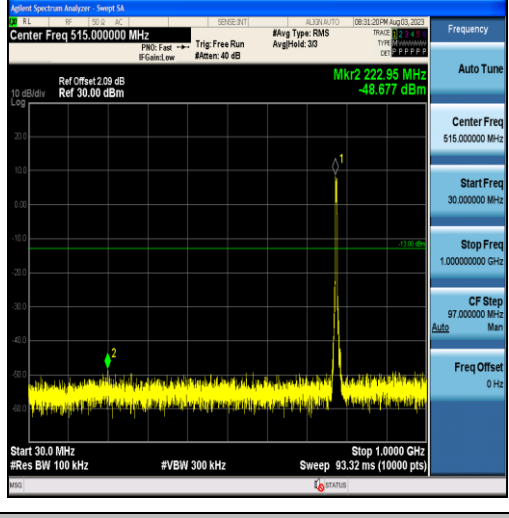 Agilent Spectrum Analyzer - Swept SA
RL RF 50 Ω AC SENSE:INT ALIGN AUTO 08:31:20PM Aug 03, 2023
Center Freq 515.000000 MHz #Avg Type: RMS TRACE 1 2 3 4 5 6
PNO: Fast Trig: Free Run Avg|Hold: 3/3 TYPE M W W W W W
IFGain:Low #Atten: 40 dB DET P P P P P P
Frequency
Mkr2 222.95 MHz
-48.677 dBm
Ref Offset 2.09 dB
10 dB/div Ref 30.00 dBm
Log
20.0
10.0
0.00
-10.0
-20.0
-30.0
-40.0
-50.0
-60.0
1
-13.00 dBm
2
Start 30.0 MHz Stop 1.0000 GHz
#Res BW 100 kHz #VBW 300 kHz Sweep 93.32 ms (10000 pts)
MSG STATUS
Auto Tune
Center Freq
515.000000 MHz
Start Freq
30.000000 MHz
Stop Freq
1.000000000 GHz
CF Step
97.000000 MHz
Auto Man
Freq Offset
0 Hz